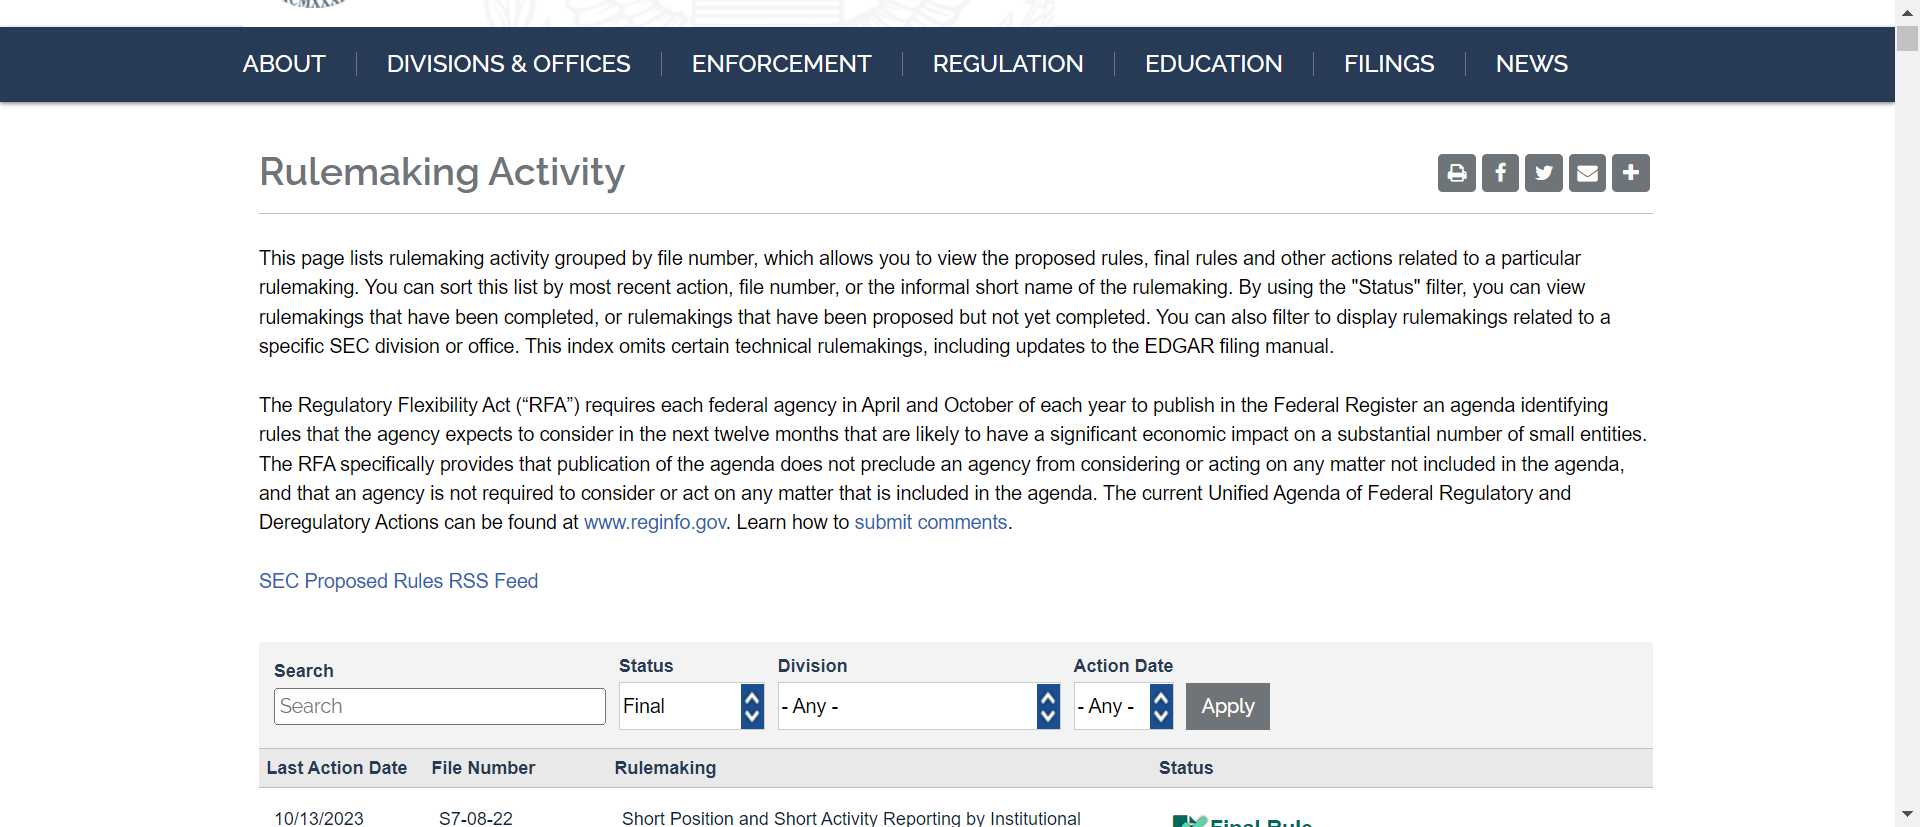 ABOUT DIVISIONS & OFFICES ENFORCEMENT REGULATION EDUCATION FILINGS NEWS
Rulemaking Activity
This page lists rulemaking activity grouped by file number, which allows you to view the proposed rules, final rules and other actions related to a particular
rulemaking. You can sort this list by most recent action, file number, or the informal short name of the rulemaking. By using the "Status" filter, you can view
rulemakings that have been completed, or rulemakings that have been proposed but not yet completed. You can also filter to display rulemakings related to a
specific SEC division or office. This index omits certain technical rulemakings, including updates to the EDGAR filing manual.
The Regulatory Flexibility Act (“RFA”) requires each federal agency in April and October of each year to publish in the Federal Register an agenda identifying
rules that the agency expects to consider in the next twelve months that are likely to have a significant economic impact on a substantial number of small entities.
The RFA specifically provides that publication of the agenda does not preclude an agency from considering or acting on any matter not included in the agenda,
and that an agency is not required to consider or act on any matter that is included in the agenda. The current Unified Agenda of Federal Regulatory and
Deregulatory Actions can be found at www.reginfo.gov. Learn how to submit comments.
SEC Proposed Rules RSS Feed
Search Status Division Action Date
Search Final - Any - - Any - Apply
Last Action Date File Number Rulemaking Status
10/13/2023 S7-08-22 Short Position and Short Activity Reporting by Institutional Final Rule